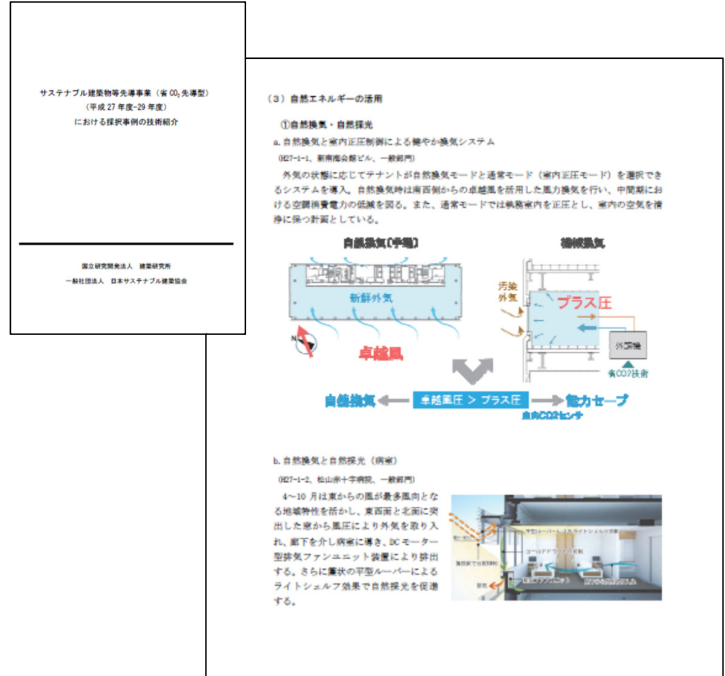 サステナブル建築物等先導事業（省CO₂先導型）
（平成27年度-29年度）
における採択事例の技術紹介
国立研究開発法人 建築研究所
一般社団法人 日本サステナブル建築協会
（3）自然エネルギーの活用
①自然換気・自然採光
a.自然換気と室内正圧制御による健やか換気システム
（H27-1-1、新南海会館ビル、一般部門）
外気の状態に応じてテナントが自然換気モードと通常モード（室内正圧モード）を選択でき
るシステムを導入。自然換気時は南西側からの卓越風を活用した風力換気を行い、中間期にお
ける空調消費電力の低減を図る。また、通常モードでは執務室内を正圧とし、室内の空気を清
浄に保つ計画としている。
自然換気【手動】
機械換気
新鮮外気
N
卓越風
汚染
外気
プラス圧
外調機
省CO2技術
自然換気
卓越風圧 ＞ プラス圧
能力セーブ
室内CO2センサ
b.自然換気と自然採光（病室）
（H27-1-2、松山赤十字病院、一般部門）
4～10月は東からの風が最多風向とな
る地域特性を活かし、東西面と北面に突
出した窓から風圧により外気を取り入
れ、廊下を介し病室に導き、DCモーター
型排気ファンユニット装置により排出
する。さらに簾状の平型ルーバーによる
ライトシェルフ効果で自然採光を促進
する。